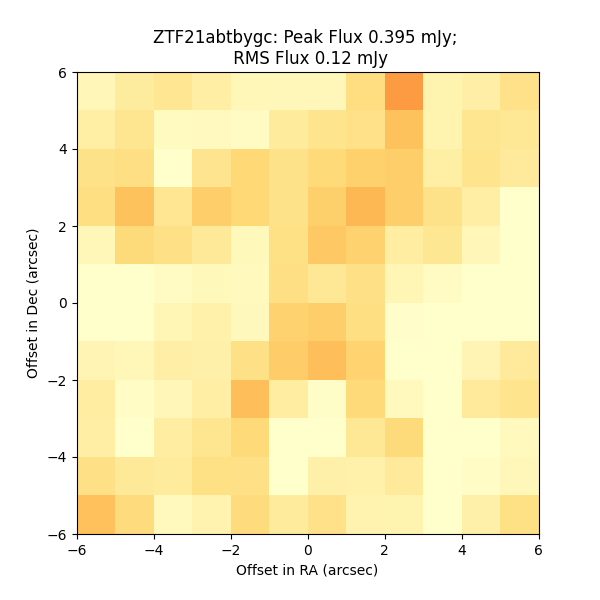 ZTF21abtbygc: Peak Flux 0.395 mJy;
RMS Flux 0.12 mJy
6
4
2
0
−2
−4
−6
Offset in Dec (arcsec)
−6 −4 −2 0 2 4 6
Offset in RA (arcsec)